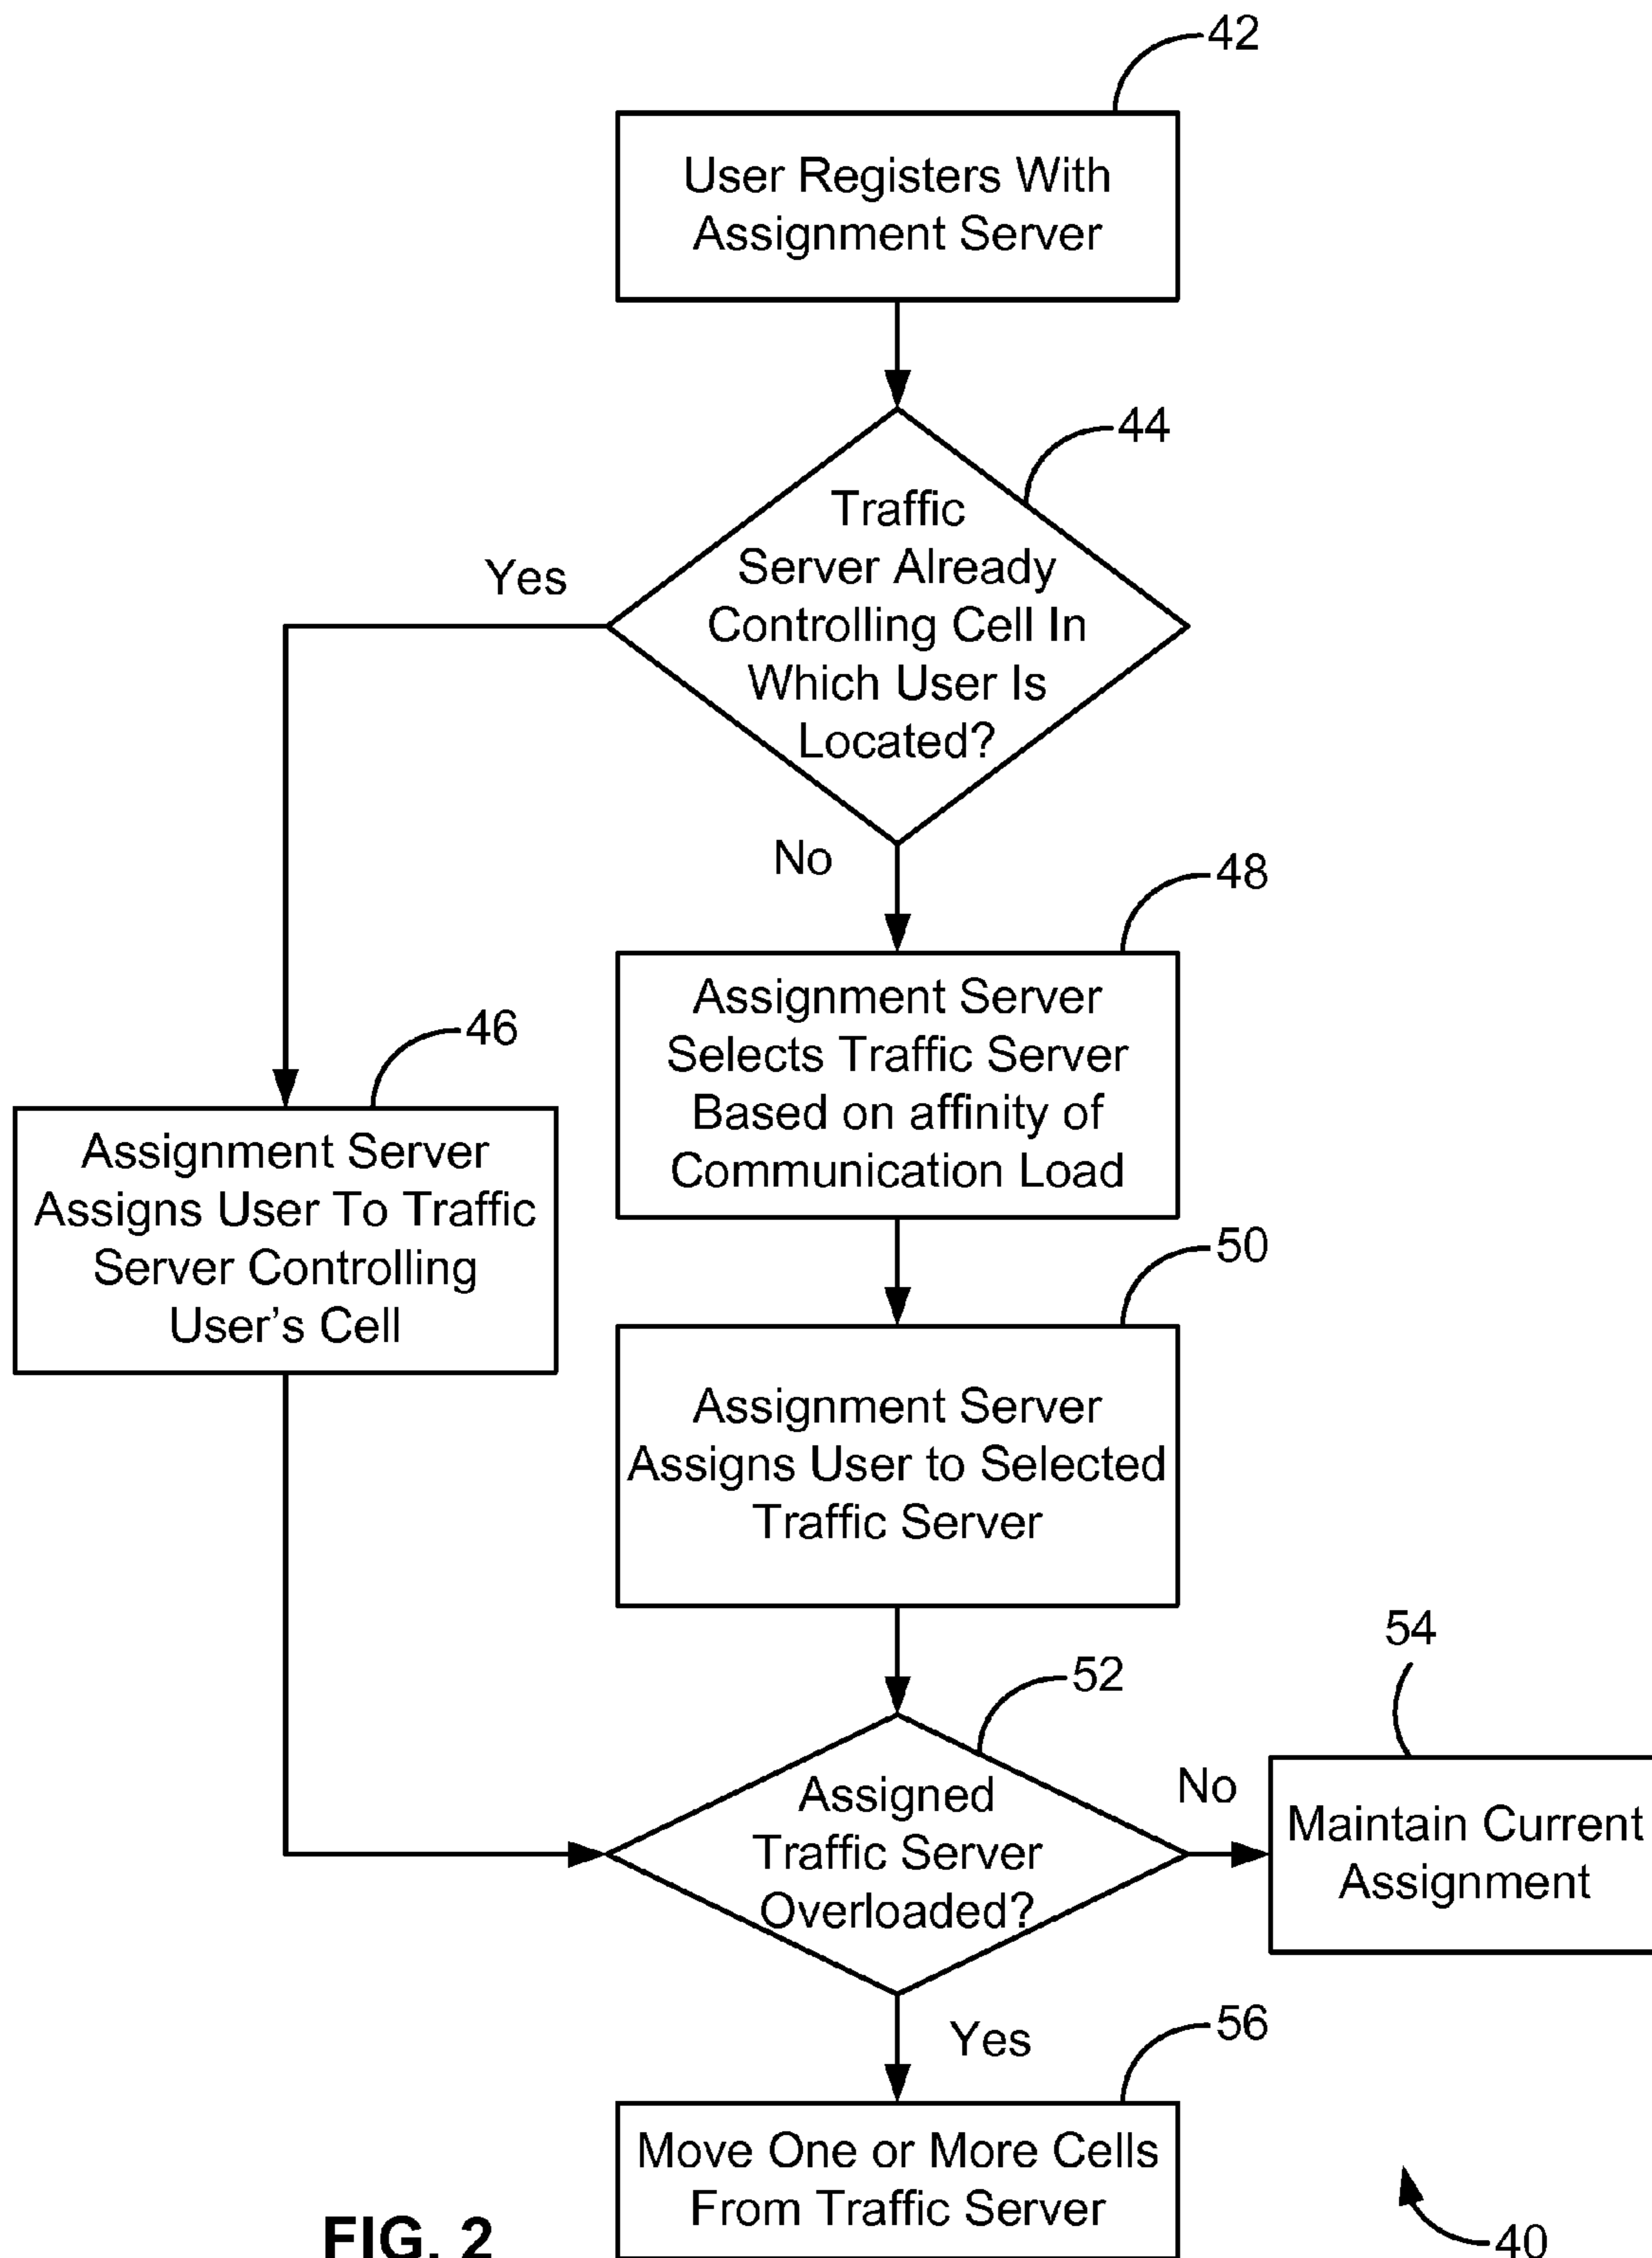 42
User Registers With
Assignment Server
44
Traffic
Server Already
Controlling Cell In
Which User Is
Located?
Yes
No
48
Assignment Server
Selects Traffic Server
Based on affinity of
Communication Load
46
Assignment Server
Assigns User To Traffic
Server Controlling
User's Cell
50
Assignment Server
Assigns User to Selected
Traffic Server
52
Assigned
Traffic Server
Overloaded?
No
54
Maintain Current
Assignment
Yes
56
Move One or More Cells
From Traffic Server
FIG. 2
40